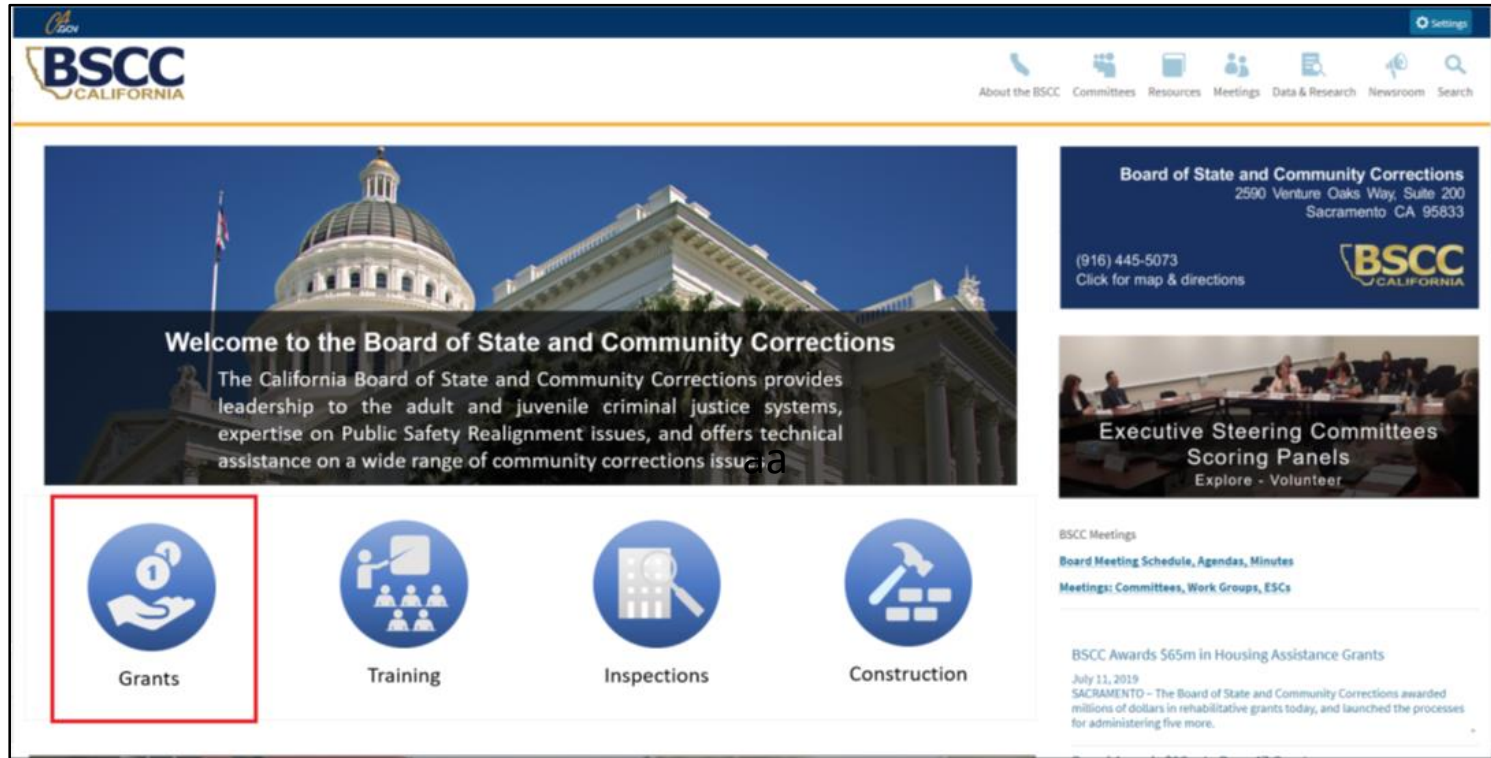 CA.GOV
Settings
BSCC
CALIFORNIA
About the BSCC
Committees
Resources
Meetings
Data & Research
Newsroom
Search
Welcome to the Board of State and Community Corrections
The California Board of State and Community Corrections provides
leadership to the adult and juvenile criminal justice systems,
expertise on Public Safety Realignment issues, and offers technical
assistance on a wide range of community corrections issues.
aa
Board of State and Community Corrections
2590 Venture Oaks Way, Suite 200
Sacramento CA 95833
(916) 445-5073
Click for map & directions
BSCC
CALIFORNIA
Executive Steering Committees
Scoring Panels
Explore - Volunteer
1
1
Grants
Training
Inspections
Construction
BSCC Meetings
Board Meeting Schedule, Agendas, Minutes
Meetings: Committees, Work Groups, ESCs
BSCC Awards $65m in Housing Assistance Grants
July 11, 2019
SACRAMENTO – The Board of State and Community Corrections awarded
millions of dollars in rehabilitative grants today, and launched the processes
for administering five more.